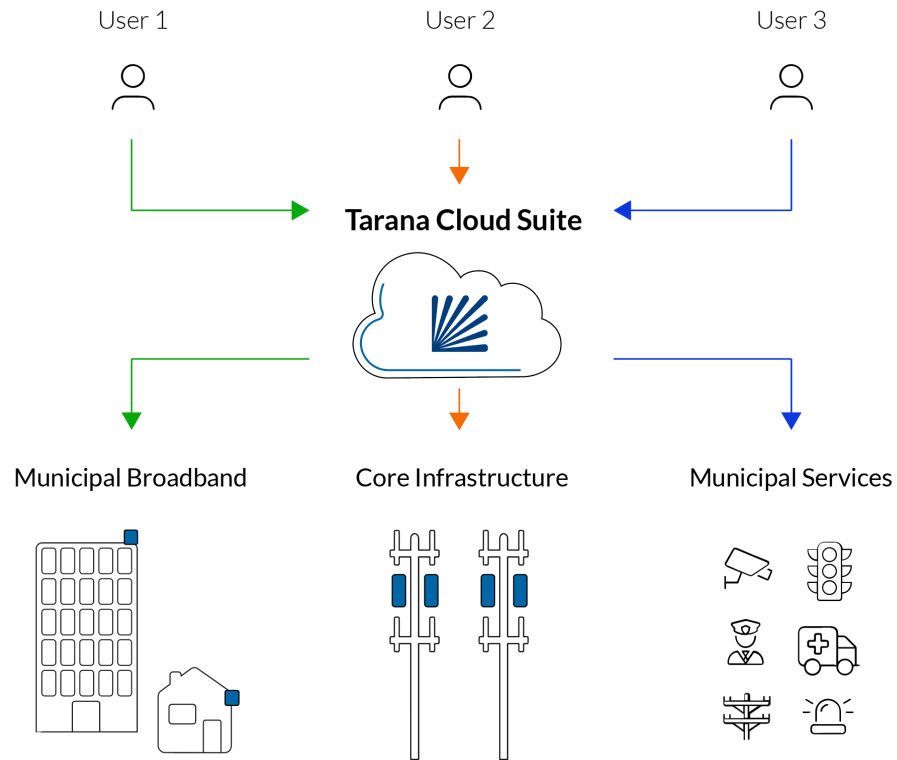 User 1
User 2
User 3
Tarana Cloud Suite
Municipal Broadband
Core Infrastructure
Municipal Services